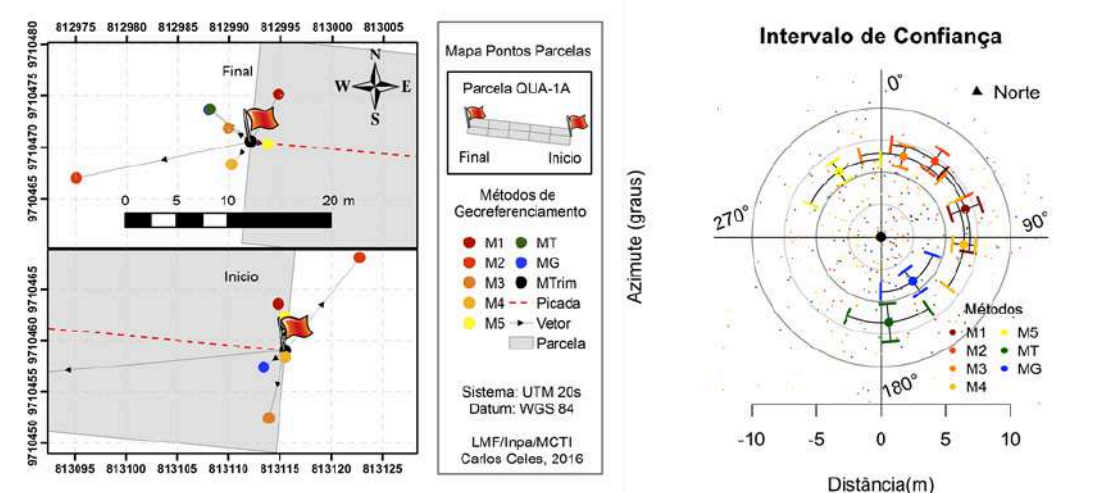 812975 812980 812985 812990 812995 813000 813005
9710480
9710475
9710470
9710465
Final
N
W E
S
0 10 20 m
9710465
9710460
9710455
9710450
Inicio
813095 813100 813105 813110 813115 813120 813125
Mapa Pontos Parcelas
Parcela QUA-1A
Final Inicio
Métodos de
Georeferenciamento
M1 MT
M2 MG
M3 MTrim
M4 Picada
M5 Vetor
Parcela
Sistema: UTM 20s
Datum: WGS 84
LMF/Inpa/MCTI
Carlos Celes, 2016
Intervalo de Confiança
0°
Norte
270°
90°
180°
Azimute (graus)
Métodos
M1 M5
M2 MT
M3 MG
M4
-10 -5 0 5 10
Distância(m)